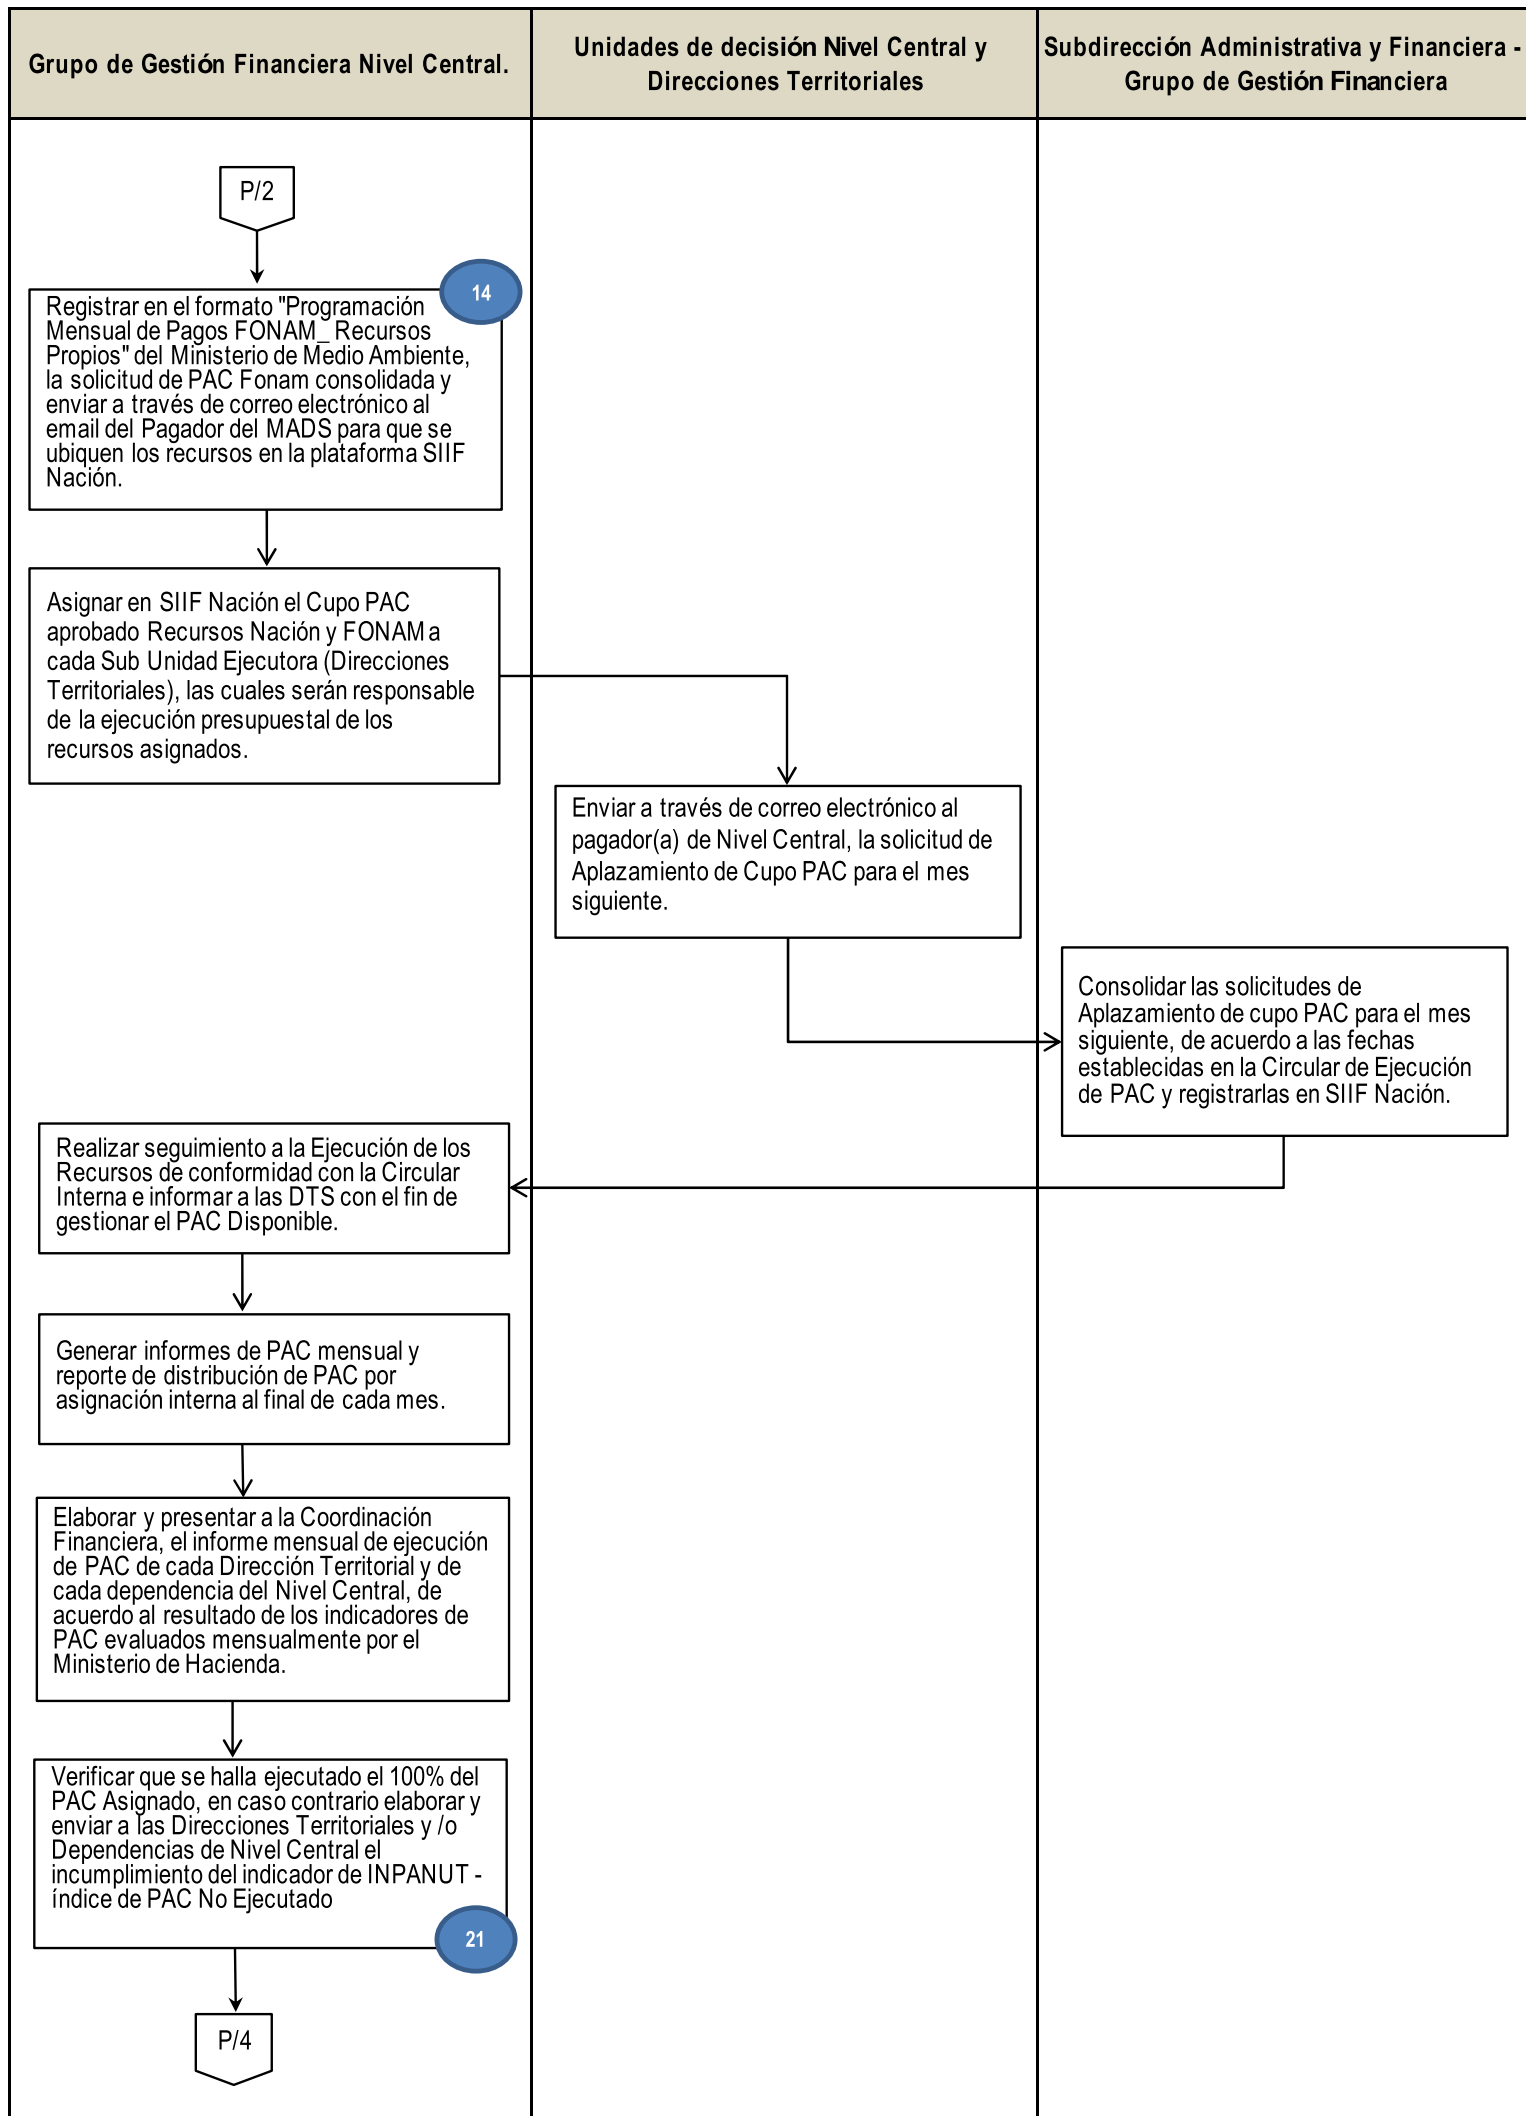 Grupo de Gestión Financiera Nivel Central.
Unidades de decisión Nivel Central y
Direcciones Territoriales
Subdirección Administrativa y Financiera -
Grupo de Gestión Financiera
P/2
14
Registrar en el formato "Programación
Mensual de Pagos FONAM_ Recursos
Propios" del Ministerio de Medio Ambiente,
la solicitud de PAC Fonam consolidada y
enviar a través de correo electrónico al
email del Pagador del MADS para que se
ubiquen los recursos en la plataforma SIIF
Nación.
Asignar en SIIF Nación el Cupo PAC
aprobado Recursos Nación y FONAM a
cada Sub Unidad Ejecutora (Direcciones
Territoriales), las cuales serán responsable
de la ejecución presupuestal de los
recursos asignados.
Enviar a través de correo electrónico al
pagador(a) de Nivel Central, la solicitud de
Aplazamiento de Cupo PAC para el mes
siguiente.
Consolidar las solicitudes de
Aplazamiento de cupo PAC para el mes
siguiente, de acuerdo a las fechas
establecidas en la Circular de Ejecución
de PAC y registrarlas en SIIF Nación.
Realizar seguimiento a la Ejecución de los
Recursos de conformidad con la Circular
Interna e informar a las DTS con el fin de
gestionar el PAC Disponible.
Generar informes de PAC mensual y
reporte de distribución de PAC por
asignación interna al final de cada mes.
Elaborar y presentar a la Coordinación
Financiera, el informe mensual de ejecución
de PAC de cada Dirección Territorial y de
cada dependencia del Nivel Central, de
acuerdo al resultado de los indicadores de
PAC evaluados mensualmente por el
Ministerio de Hacienda.
Verificar que se halla ejecutado el 100% del
PAC Asignado, en caso contrario elaborar y
enviar a las Direcciones Territoriales y /o
Dependencias de Nivel Central el
incumplimiento del indicador de INPANUT -
índice de PAC No Ejecutado
21
P/4